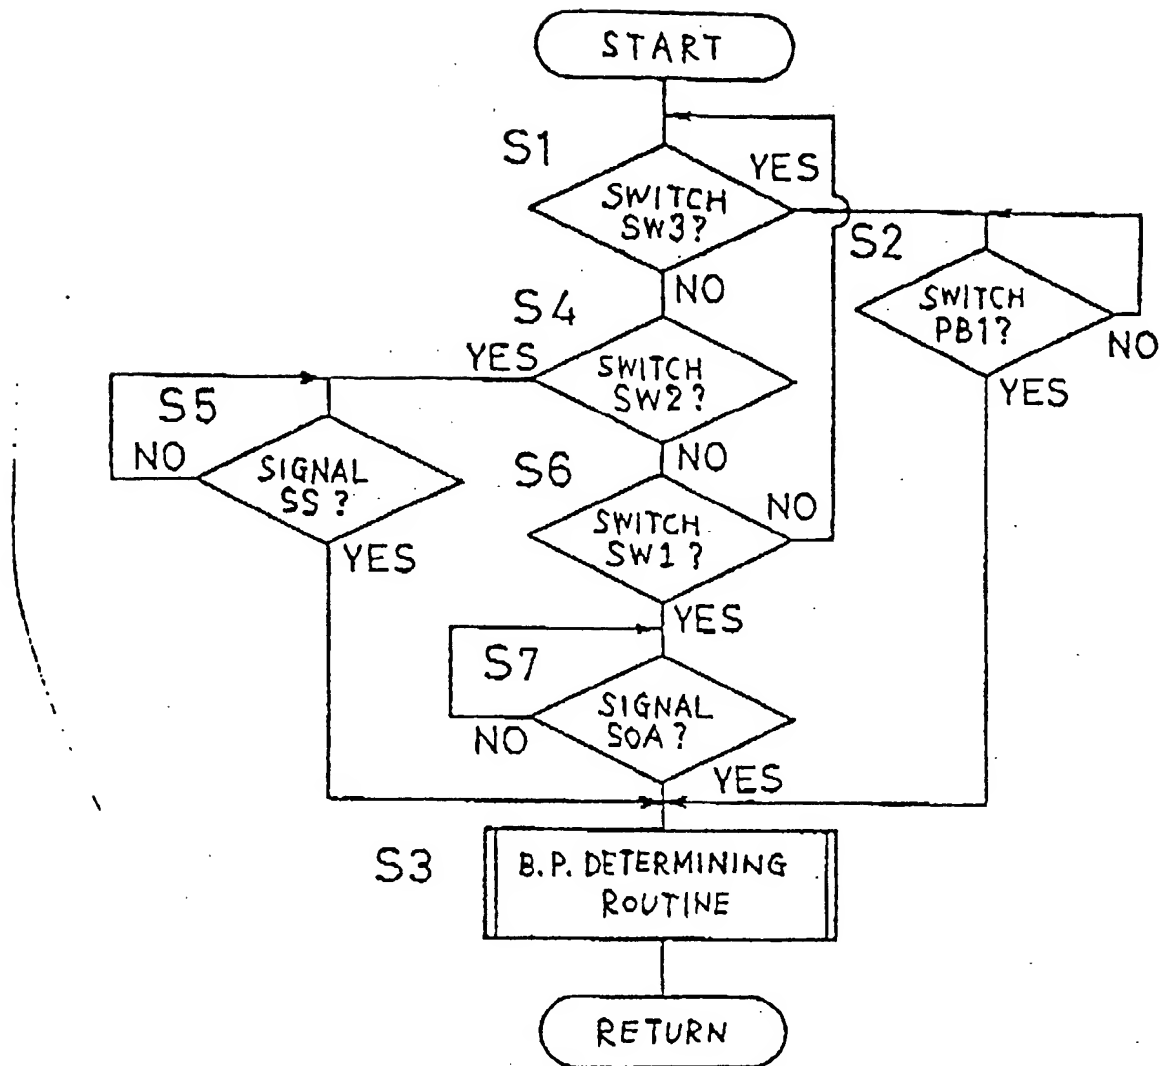 START
S1
YES
SWITCH
SW3?
S2
NO
SWITCH
PB1?
NO
YES
S4
YES
SWITCH
SW2?
S5
NO
SIGNAL
SS?
YES
NO
S6
NO
SWITCH
SW1?
YES
S7
NO
SIGNAL
SOA?
YES
S3
B.P. DETERMINING
ROUTINE
RETURN